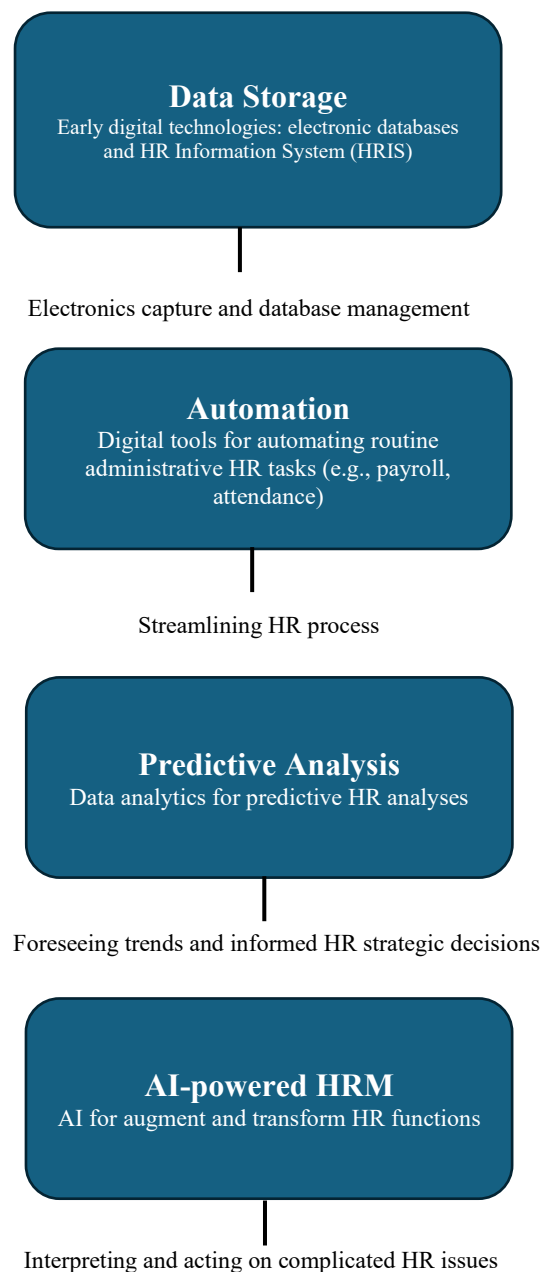 Data Storage
Early digital technologies: electronic databases
and HR Information System (HRIS)
Electronics capture and database management
Automation
Digital tools for automating routine
administrative HR tasks (e.g., payroll,
attendance)
Streamlining HR process
Predictive Analysis
Data analytics for predictive HR analyses
Foreseeing trends and informed HR strategic decisions
AI-powered HRM
AI for augment and transform HR functions
Interpreting and acting on complicated HR issues